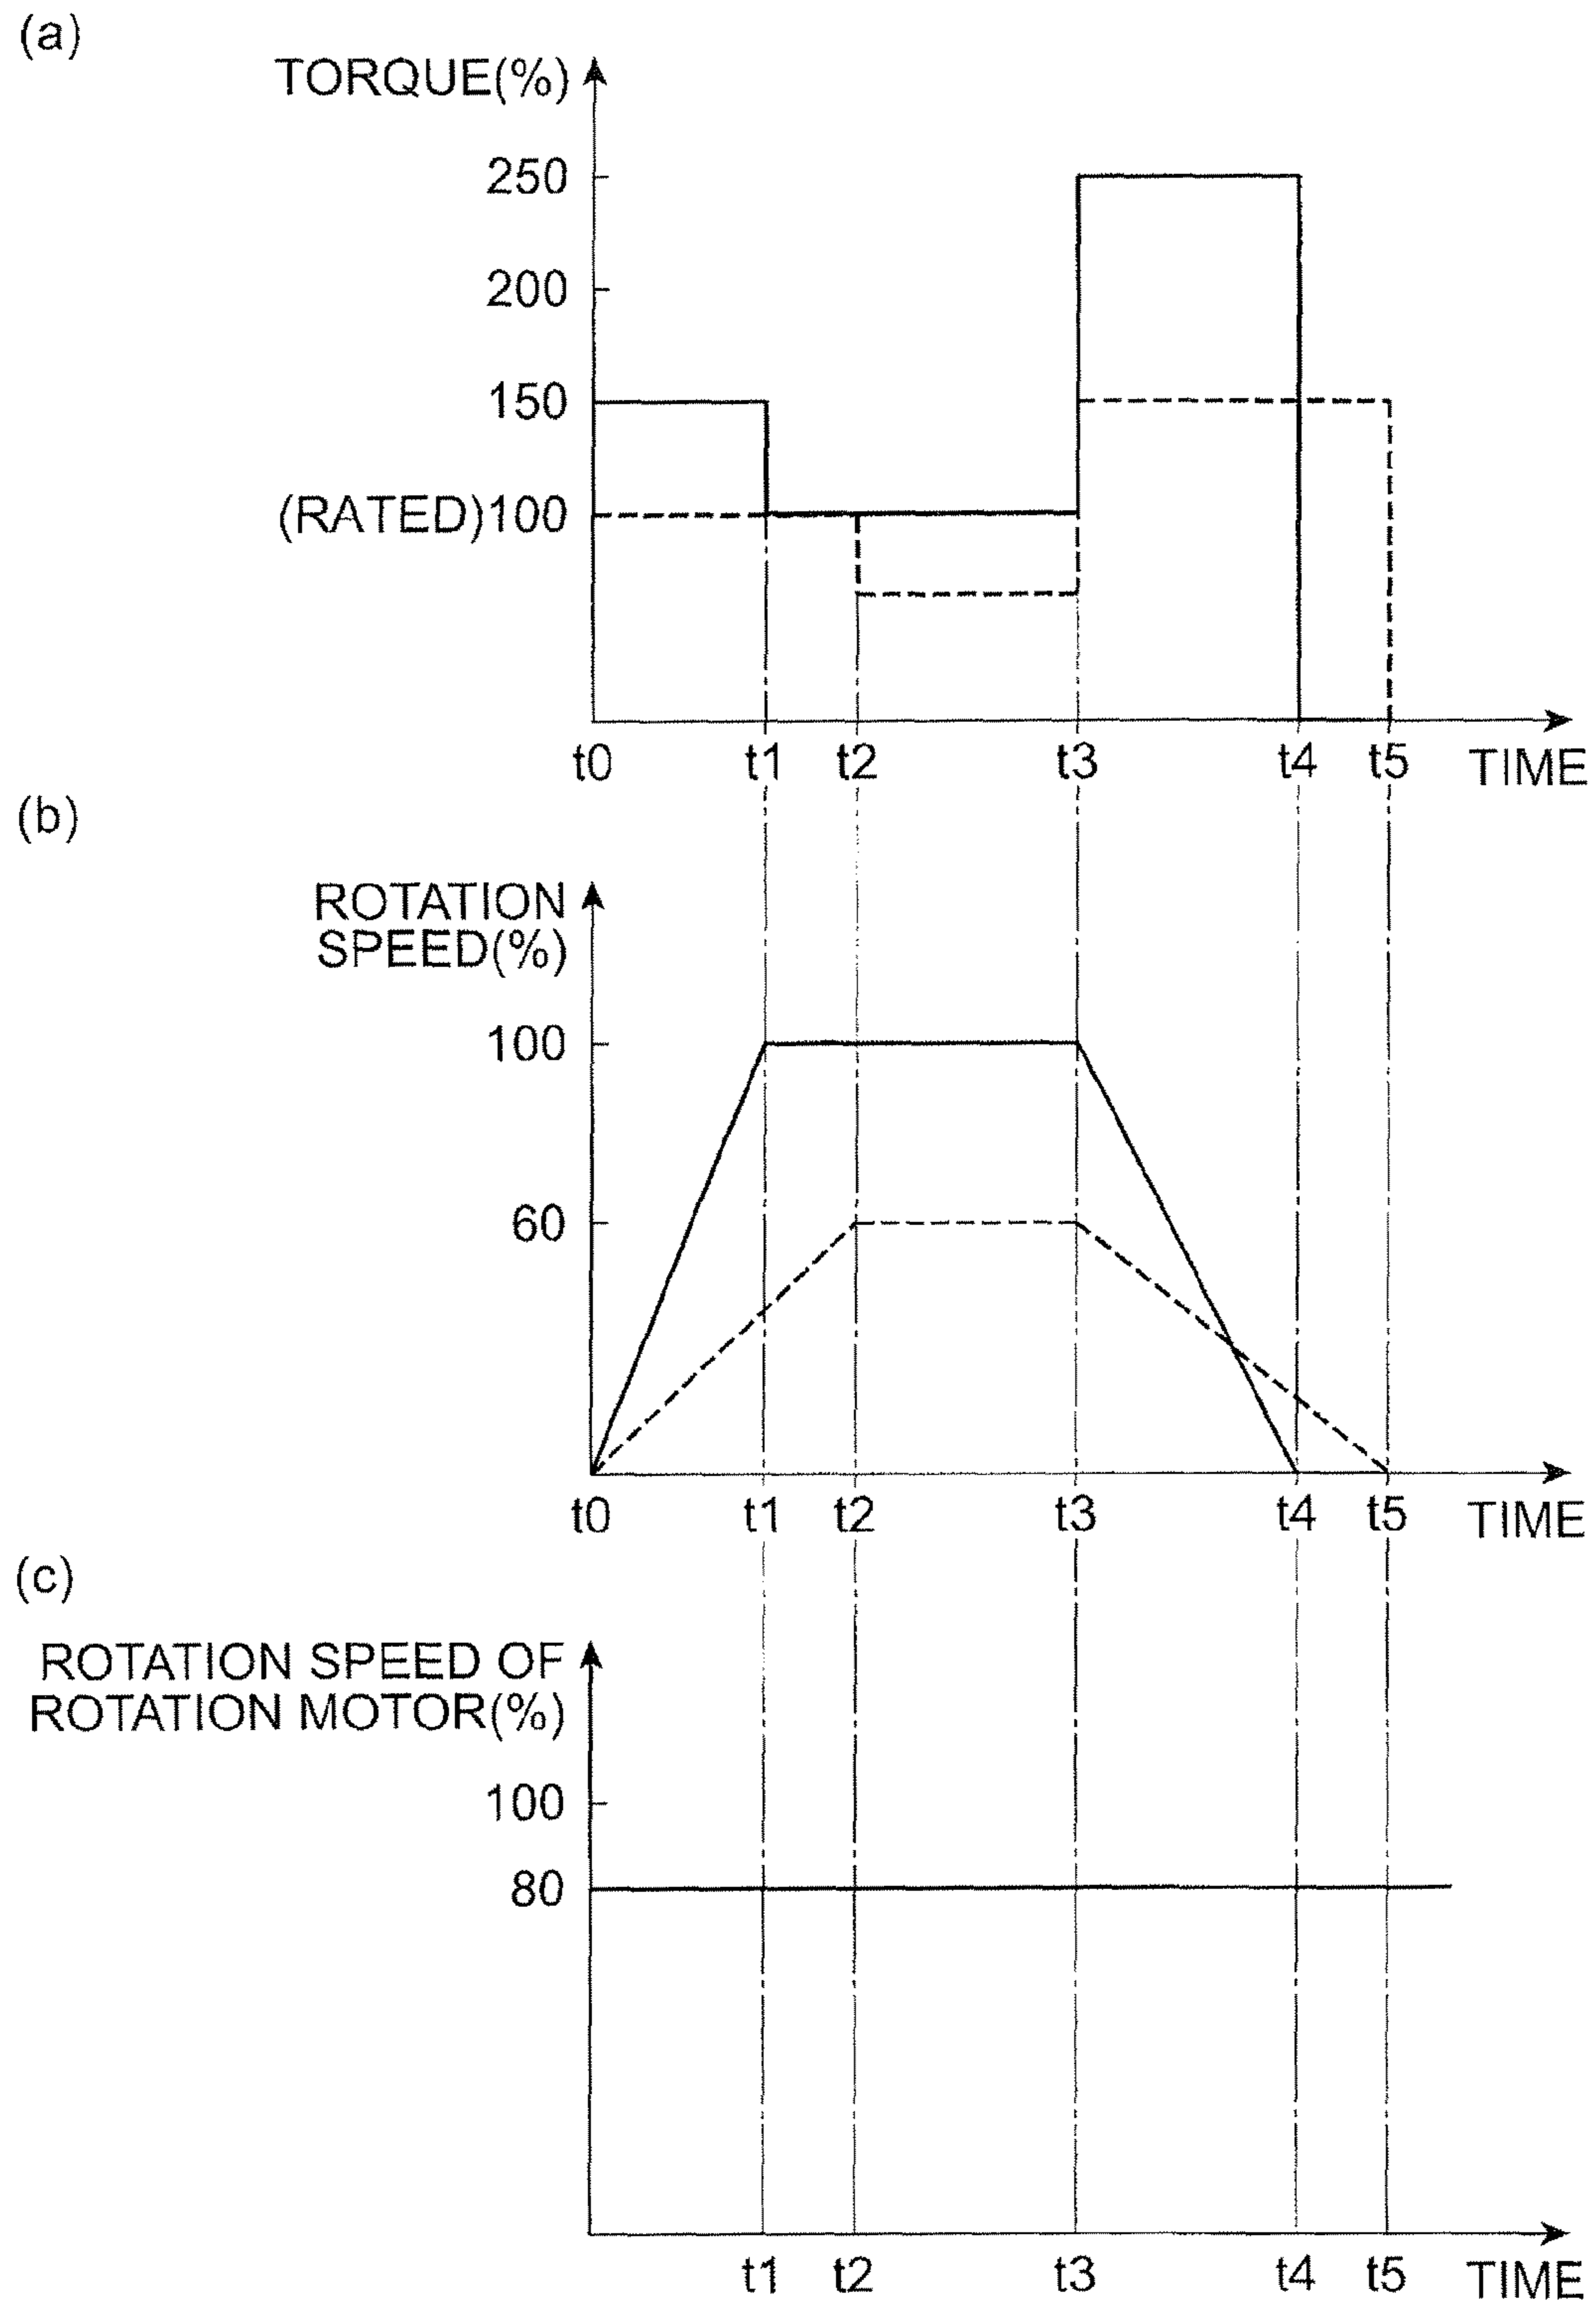 (a)
TORQUE(%)
250
200
150
(RATED)100
t0 t1 t2 t3 t4 t5 TIME
(b)
ROTATION
SPEED(%)
100
60
t0 t1 t2 t3 t4 t5 TIME
(c)
ROTATION SPEED OF
ROTATION MOTOR(%)
100
80
t1 t2 t3 t4 t5 TIME